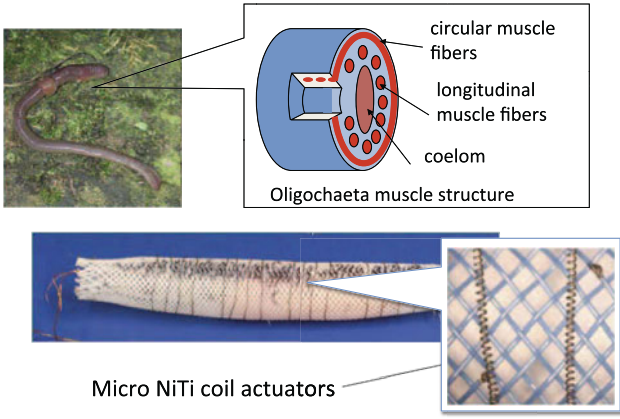 circular muscle
fibers
longitudinal
muscle fibers
coelom
Oligochaeta muscle structure
Micro NiTi coil actuators